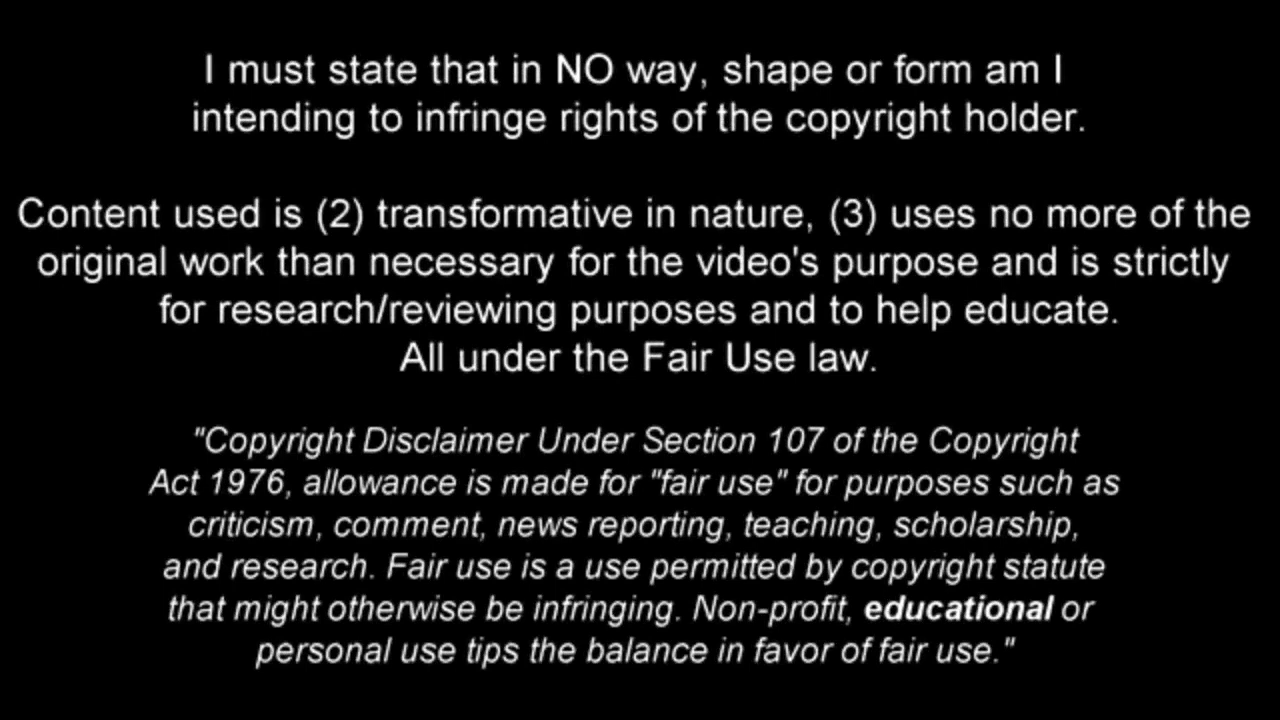 I must state that in NO way, shape or form am I
intending to infringe rights of the copyright holder.
Content used is (2) transformative in nature, (3) uses no more of the
original work than necessary for the video's purpose and is strictly
for research/reviewing purposes and to help educate.
All under the Fair Use law.
"Copyright Disclaimer Under Section 107 of the Copyright
Act 1976, allowance is made for "fair use" for purposes such as
criticism, comment, news reporting, teaching, scholarship,
and research. Fair use is a use permitted by copyright statute
that might otherwise be infringing. Non-profit, educational or
personal use tips the balance in favor of fair use."